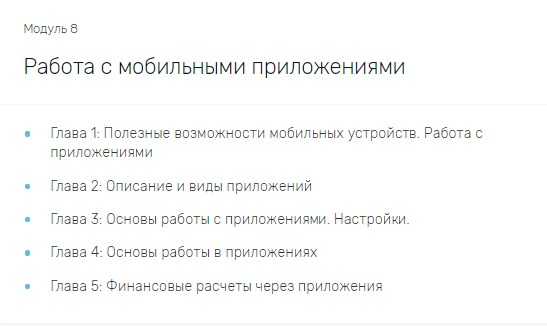 Модуль 8
Работа с мобильными приложениями
Глава 1: Полезные возможности мобильных устройств. Работа с
приложениями
Глава 2: Описание и виды приложений
Глава 3: Основы работы с приложениями. Настройки.
Глава 4: Основы работы в приложениях
Глава 5: Финансовые расчеты через приложения